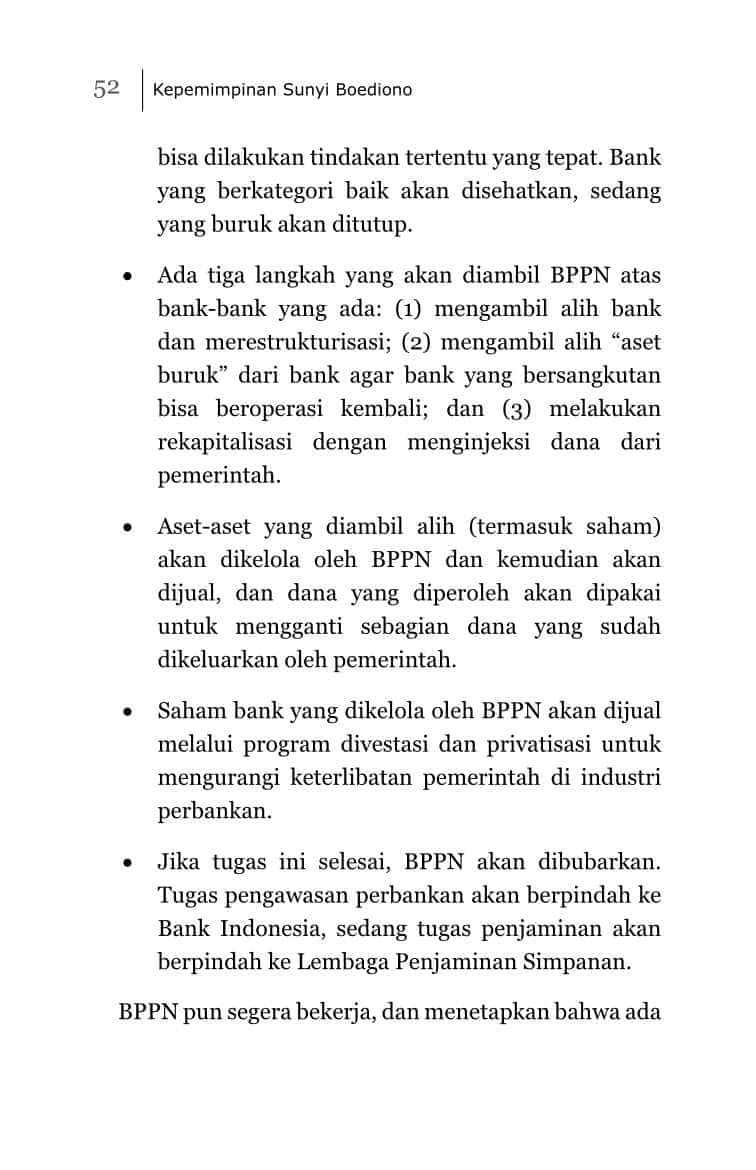 52 Kepemimpinan Sunyi Boediono
bisa dilakukan tindakan tertentu yang tepat. Bank
yang berkategori baik akan disehatkan, sedang
yang buruk akan ditutup.
• Ada tiga langkah yang akan diambil BPPN atas
bank-bank yang ada: (1) mengambil alih bank
dan merestrukturisasi; (2) mengambil alih “aset
buruk” dari bank agar bank yang bersangkutan
bisa beroperasi kembali; dan (3) melakukan
rekapitalisasi dengan menginjeksi dana dari
pemerintah.
• Aset-aset yang diambil alih (termasuk saham)
akan dikelola oleh BPPN dan kemudian akan
dijual, dan dana yang diperoleh akan dipakai
untuk mengganti sebagian dana yang sudah
dikeluarkan oleh pemerintah.
• Saham bank yang dikelola oleh BPPN akan dijual
melalui program divestasi dan privatisasi untuk
mengurangi keterlibatan pemerintah di industri
perbankan.
• Jika tugas ini selesai, BPPN akan dibubarkan.
Tugas pengawasan perbankan akan berpindah ke
Bank Indonesia, sedang tugas penjaminan akan
berpindah ke Lembaga Penjaminan Simpanan.
BPPN pun segera bekerja, dan menetapkan bahwa ada